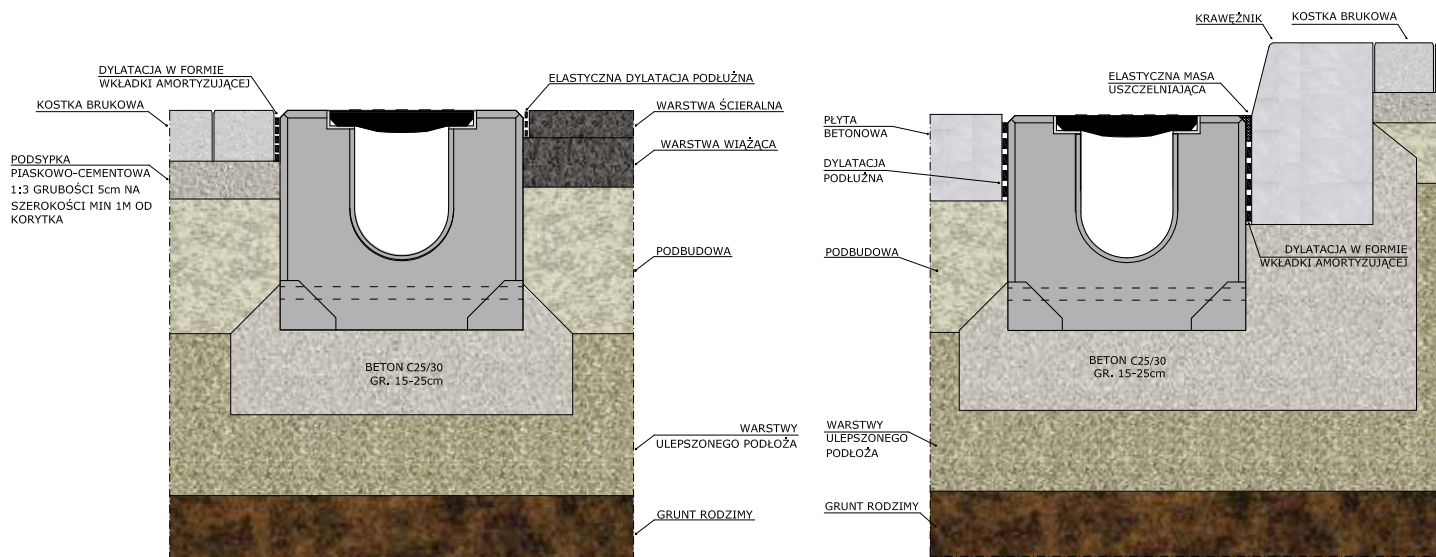 DYLATACJA W FORMIE
WKŁADKI AMORTYZUJĄCEJ
KOSTKA BRUKOWA
PODSYPKA
PIASKOWO-CEMENTOWA
1:3 GRUBOŚCI 5cm NA
SZEROKOŚCI MIN 1M OD
KORYTKA
ELASTYCZNA DYLATACJA PODŁUŻNA
WARSTWA ŚCIERALNA
WARSTWA WIĄŻĄCA
PODBUDOWA
BETON C25/30
GR. 15-25cm
WARSTWY
ULEPSZONEGO PODŁOŻA
GRUNT RODZIMY
KRAWĘŻNIK
KOSTKA BRUKOWA
ELASTYCZNA MASA
USZCZELNIAJĄCA
PŁYTA
BETONOWA
DYLATACJA
PODŁUŻNA
PODBUDOWA
DYLATACJA W FORMIE
WKŁADKI AMORTYZUJĄCEJ
BETON C25/30
GR. 15-25cm
WARSTWY
ULEPSZONEGO
PODŁOŻA
GRUNT RODZIMY